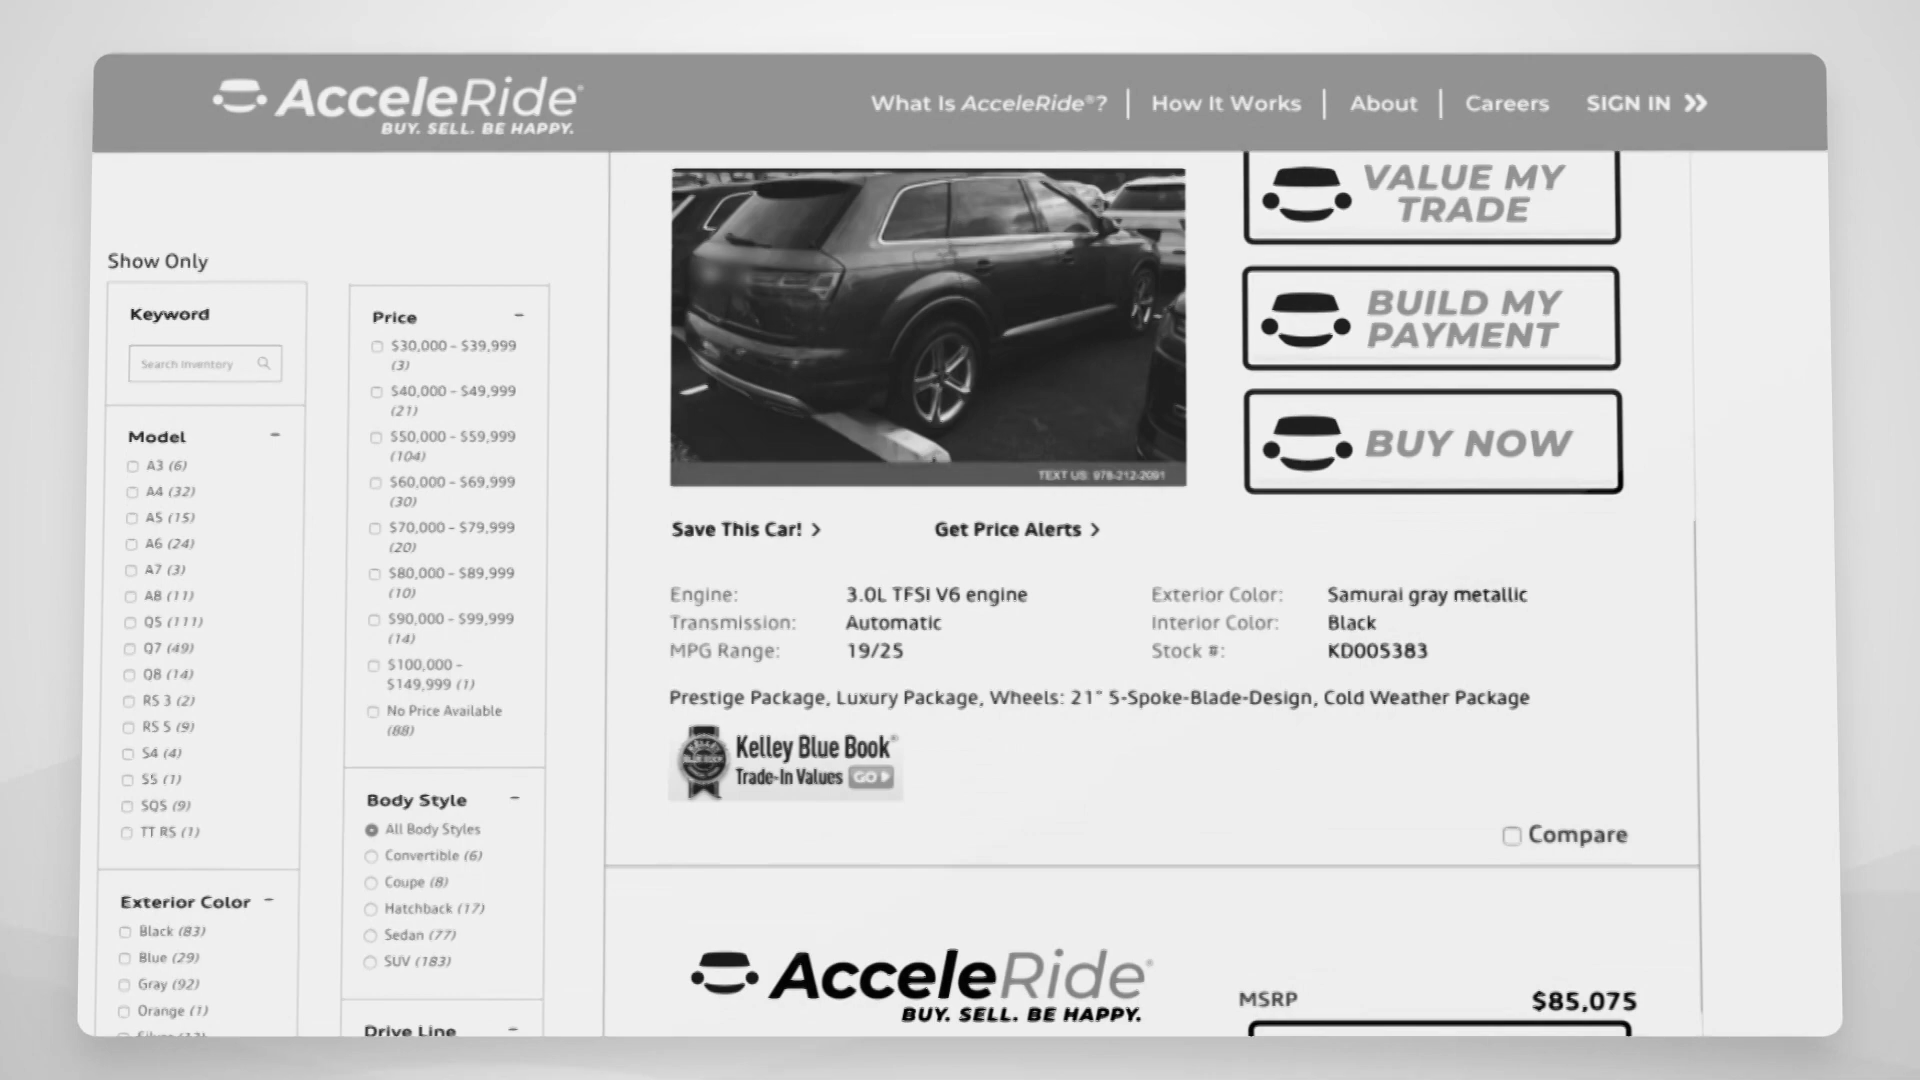 AcceleRide®
BUY. SELL. BE HAPPY.
What Is AcceleRide®?
How It Works
About
Careers
SIGN IN
Show Only
Keyword
Search Inventory
Model
A3 (6)
A4 (32)
A5 (15)
A6 (24)
A7 (3)
A8 (11)
Q5 (111)
Q7 (49)
Q8 (14)
RS 3 (2)
RS 5 (9)
S4 (4)
S5 (1)
SQ5 (9)
TT RS (1)
Exterior Color
Black (83)
Blue (29)
Gray (92)
Orange (1)
Price
$30,000 - $39,999
(3)
$40,000 - $49,999
(21)
$50,000 - $59,999
(104)
$60,000 - $69,999
(30)
$70,000 - $79,999
(20)
$80,000 - $89,999
(10)
$90,000 - $99,999
(14)
$100,000 -
$149,999 (1)
No Price Available
(88)
Body Style
All Body Styles
Convertible (6)
Coupe (8)
Hatchback (17)
Sedan (77)
SUV (183)
Drive Line
TEXT US: 978-212-2091
VALUE MY
TRADE
BUILD MY
PAYMENT
BUY NOW
Save This Car!
Get Price Alerts
Engine: 3.0L TFSI V6 engine
Transmission: Automatic
MPG Range: 19/25
Exterior Color: Samurai gray metallic
Interior Color: Black
Stock #: KD005383
Prestige Package, Luxury Package, Wheels: 21" 5-Spoke-Blade-Design, Cold Weather Package
KELLEY
BLUE BOOK
Kelley Blue Book®
Trade-In Values GO
Compare
AcceleRide®
BUY. SELL. BE HAPPY.
MSRP $85,075